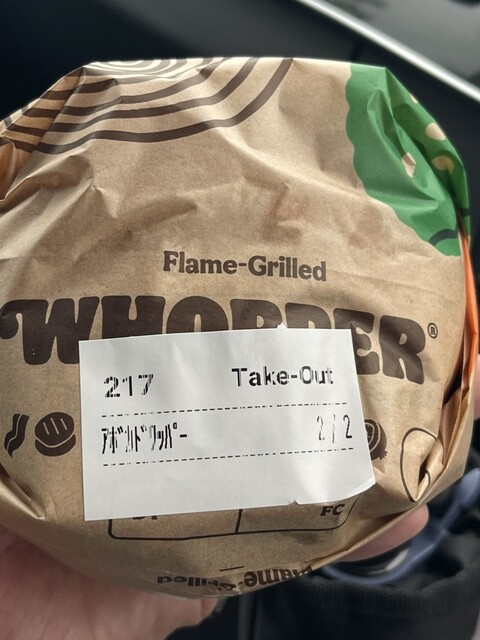 Flame-Grilled
WHOPPER®
217 Take-Out
ｱﾎﾞｶﾄﾞﾜｯﾊﾟｰ 2/2
FC
Flame-Grilled